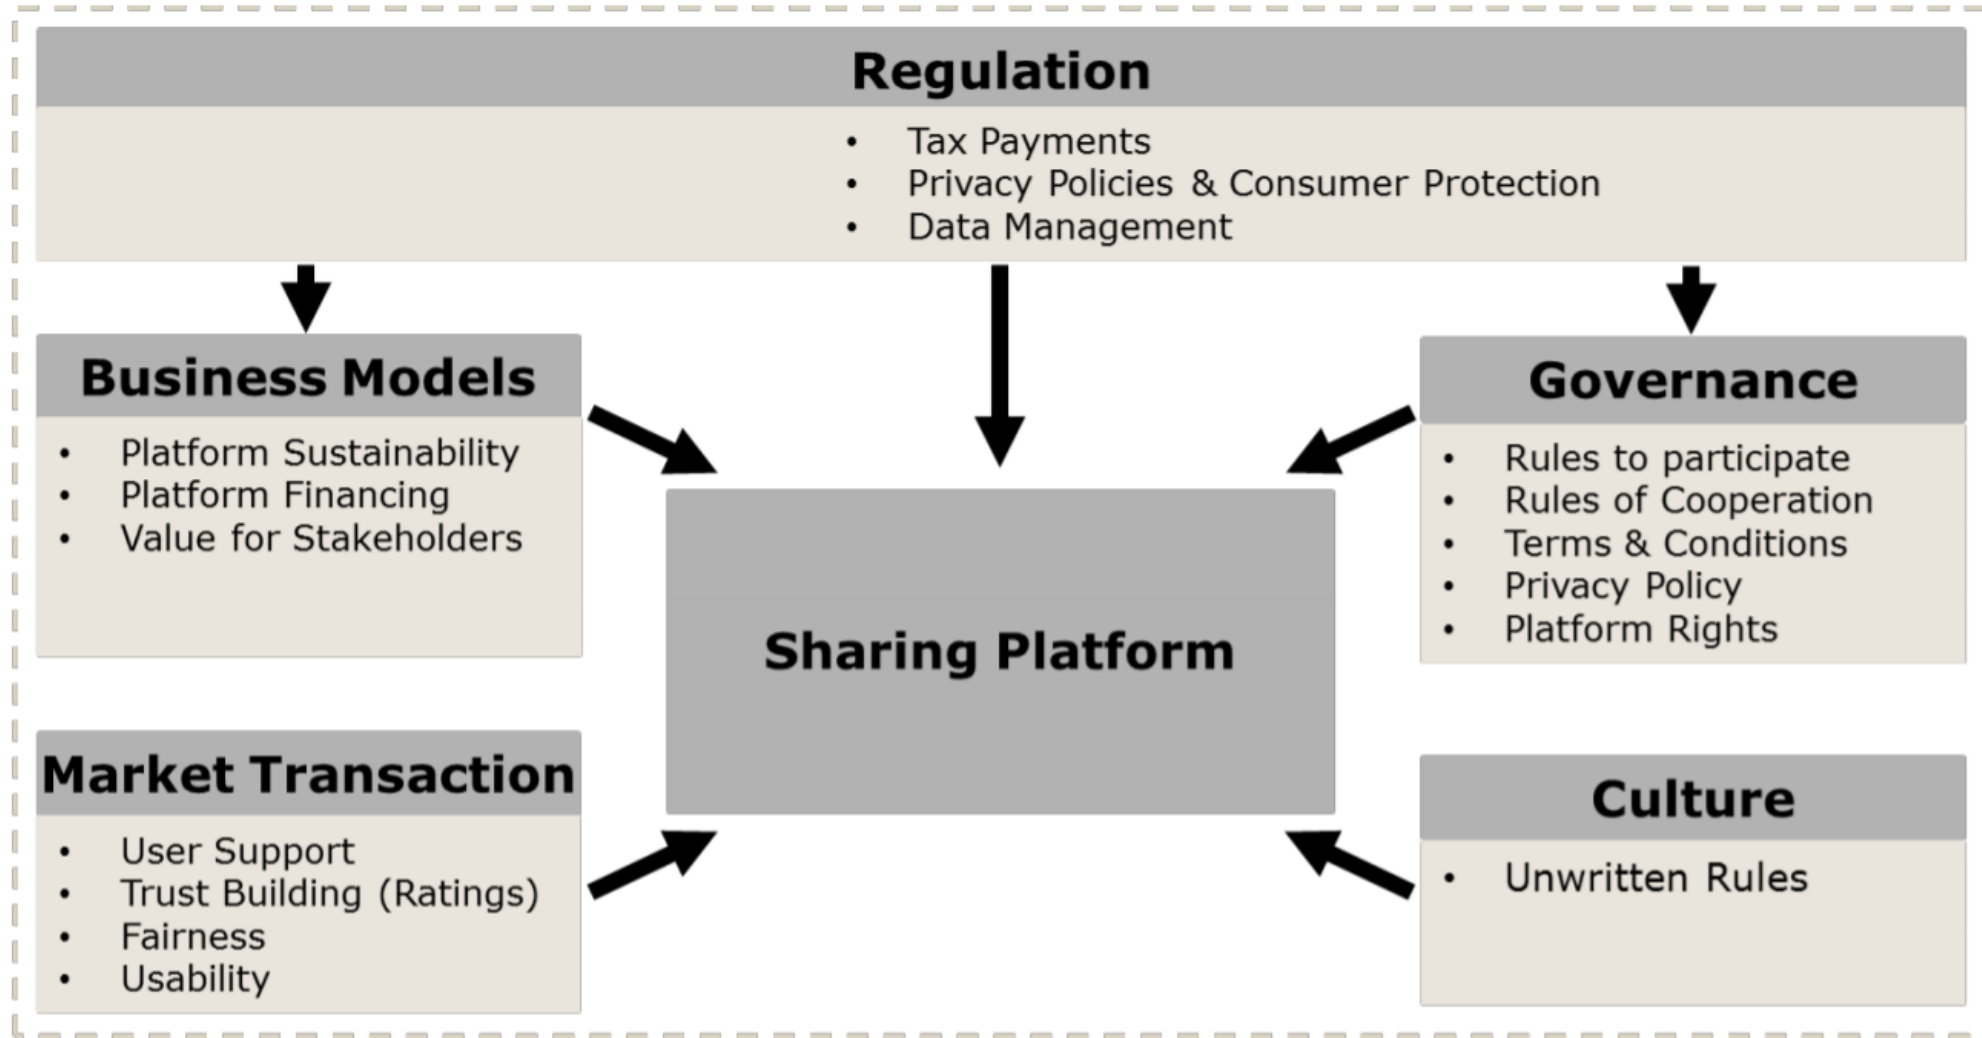 Regulation
• Tax Payments
• Privacy Policies & Consumer Protection
• Data Management
Business Models
• Platform Sustainability
• Platform Financing
• Value for Stakeholders
Governance
• Rules to participate
• Rules of Cooperation
• Terms & Conditions
• Privacy Policy
• Platform Rights
Sharing Platform
Market Transaction
• User Support
• Trust Building (Ratings)
• Fairness
• Usability
Culture
• Unwritten Rules